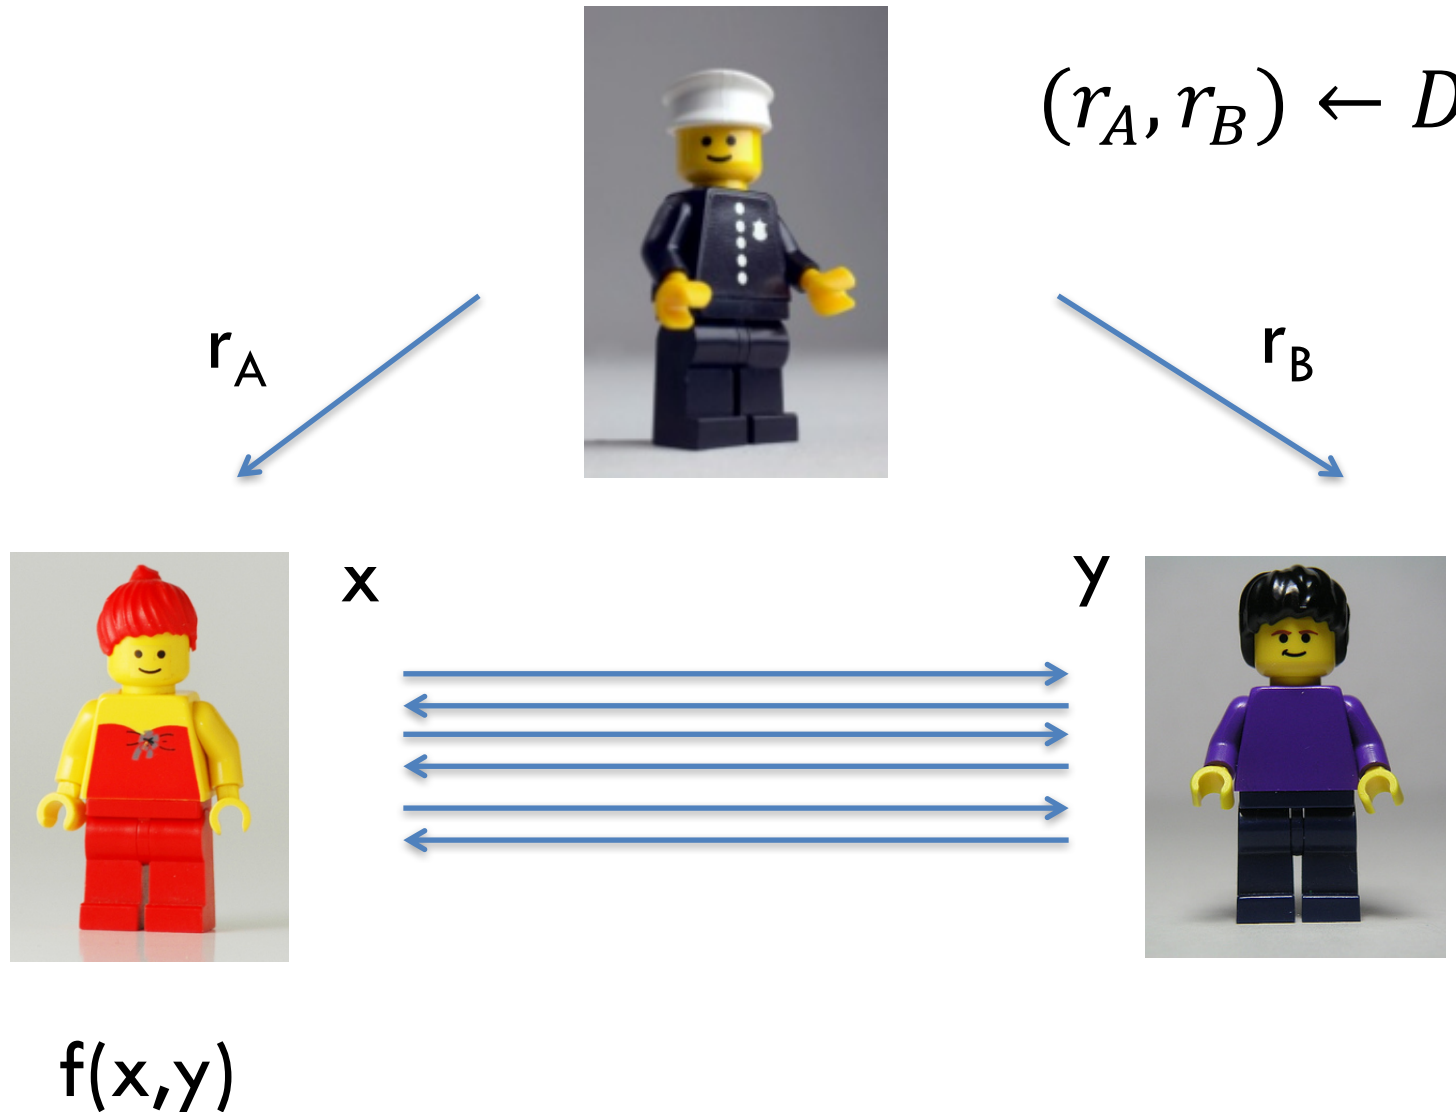 (r_A, r_B) ← D
r_A
r_B
x
y
f(x,y)